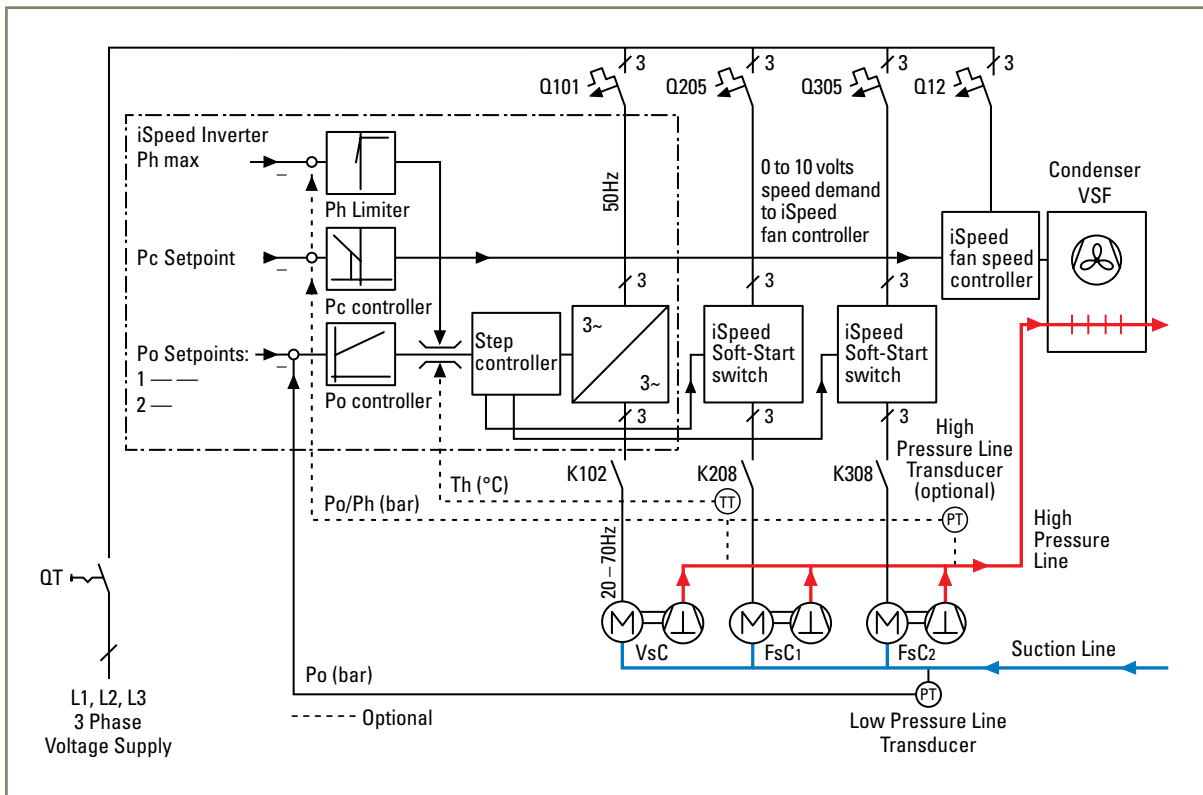 3
3
3
3
Q101
Q205
Q305
Q12
iSpeed Inverter
Ph max
–
Ph Limiter
50Hz
0 to 10 volts
speed demand
to iSpeed
fan controller
Condenser
VSF
iSpeed
fan speed
controller
Pc Setpoint
–
Pc controller
3
3
3
Po Setpoints:
1 — —
2 —
–
Po controller
Step
controller
3~
3~
iSpeed
Soft-Start
switch
iSpeed
Soft-Start
switch
3
3
3
High
Pressure Line
Transducer
(optional)
K102
K208
K308
Th (°C)
TT
Po/Ph (bar)
PT
High
Pressure
Line
20 – 70Hz
QT
M
M
M
VsC
FsC1
FsC2
Suction Line
Po (bar)
PT
L1, L2, L3
3 Phase
Voltage Supply
------- Optional
Low Pressure Line
Transducer